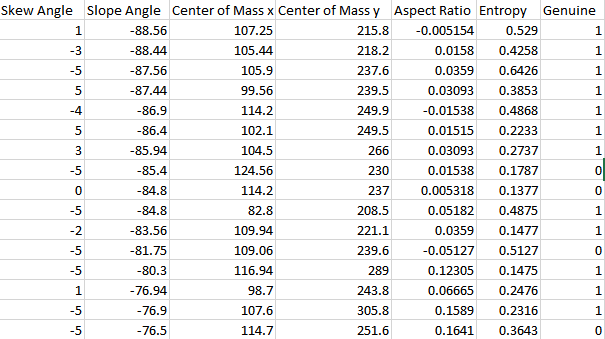 Skew Angle Slope Angle Center of Mass x Center of Mass y Aspect Ratio Entropy Genuine
1 -88.56 107.25 215.8 -0.005154 0.529 1
-3 -88.44 105.44 218.2 0.0158 0.4258 1
-5 -87.56 105.9 237.6 0.0359 0.6426 1
5 -87.44 99.56 239.5 0.03093 0.3853 1
-4 -86.9 114.2 249.9 -0.01538 0.4868 1
5 -86.4 102.1 249.5 0.01515 0.2233 1
3 -85.94 104.5 266 0.03093 0.2737 1
-5 -85.4 124.56 230 0.01538 0.1787 0
0 -84.8 114.2 237 0.005318 0.1377 0
-5 -84.8 82.8 208.5 0.05182 0.4875 1
-2 -83.56 109.94 221.1 0.0359 0.1477 1
-5 -81.75 109.06 239.6 -0.05127 0.5127 0
-5 -80.3 116.94 289 0.12305 0.1475 1
1 -76.94 98.7 243.8 0.06665 0.2476 1
-5 -76.9 107.6 305.8 0.1589 0.2316 1
-5 -76.5 114.7 251.6 0.1641 0.3643 0